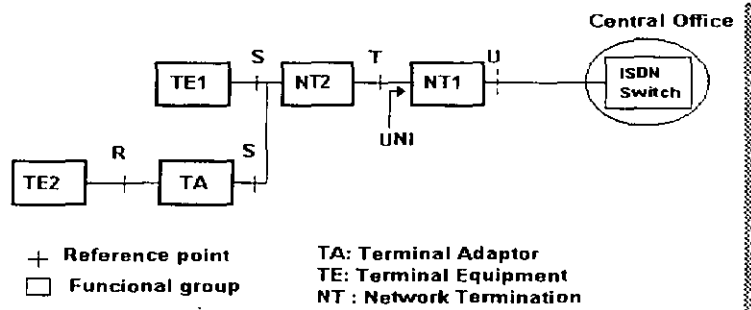 Central Office
TE1
S
NT2
T
NT1
U
ISDN
Switch
UNI
TE2
R
TA
S
Reference point
Funcional group
TA: Terminal Adaptor
TE: Terminal Equipment
NT : Network Termination